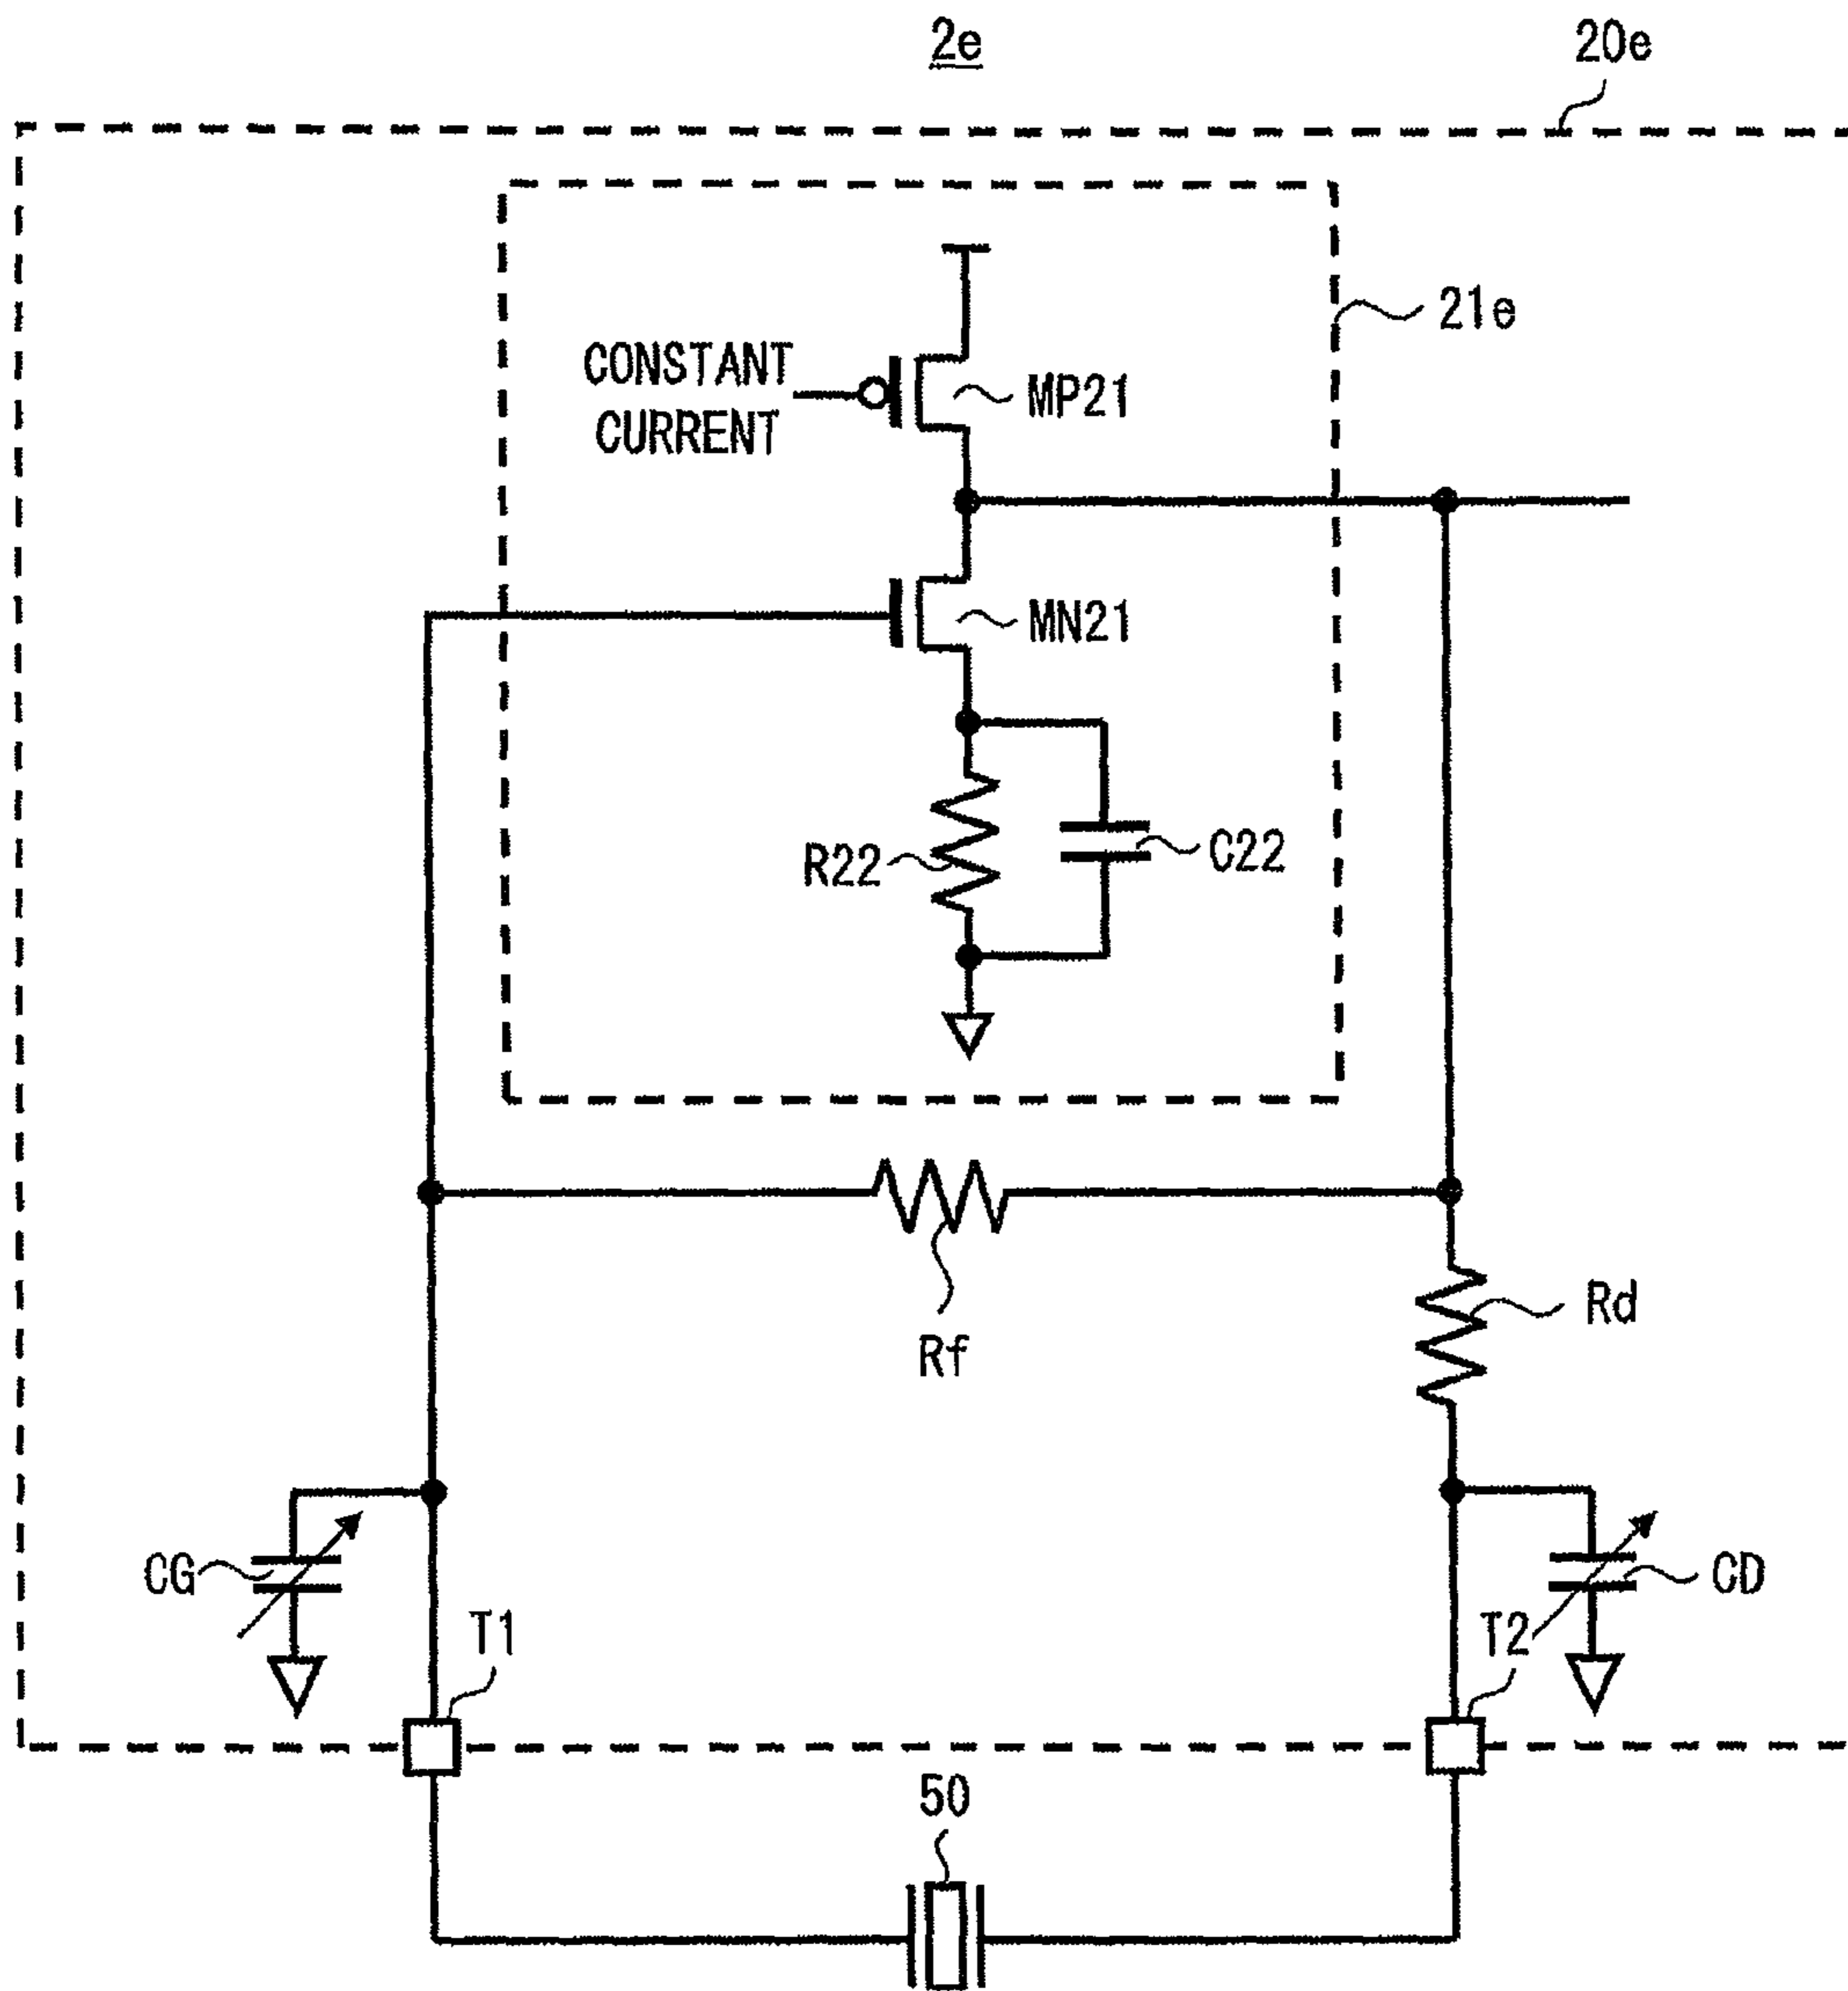 2e
20e
21e
CONSTANT
CURRENT
MP21
MN21
R22
C22
Rf
Rd
CG
CD
T1
T2
50